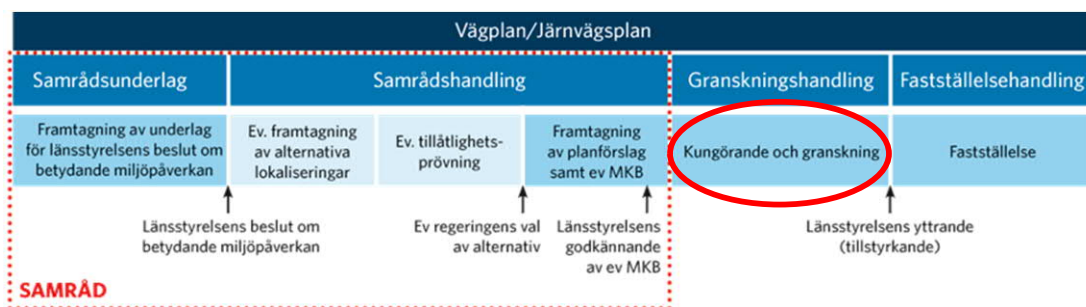 Vägplan/Järnvägsplan
Samrådsunderlag
Samrådshandling
Granskningshandling
Fastställelsehandling
Framtagning av underlag
för länsstyrelsens beslut om
betydande miljöpåverkan
Ev. framtagning
av alternativa
lokaliseringar
Ev. tillåtlighets-
prövning
Framtagning
av planförslag
samt ev MKB
Kungörande och granskning
Fastställelse
Länsstyrelsens beslut om
betydande miljöpåverkan
Ev regeringens val
av alternativ
Länsstyrelsens
godkännande
av ev MKB
Länsstyrelsens yttrande
(tillstyrkande)
SAMRÅD